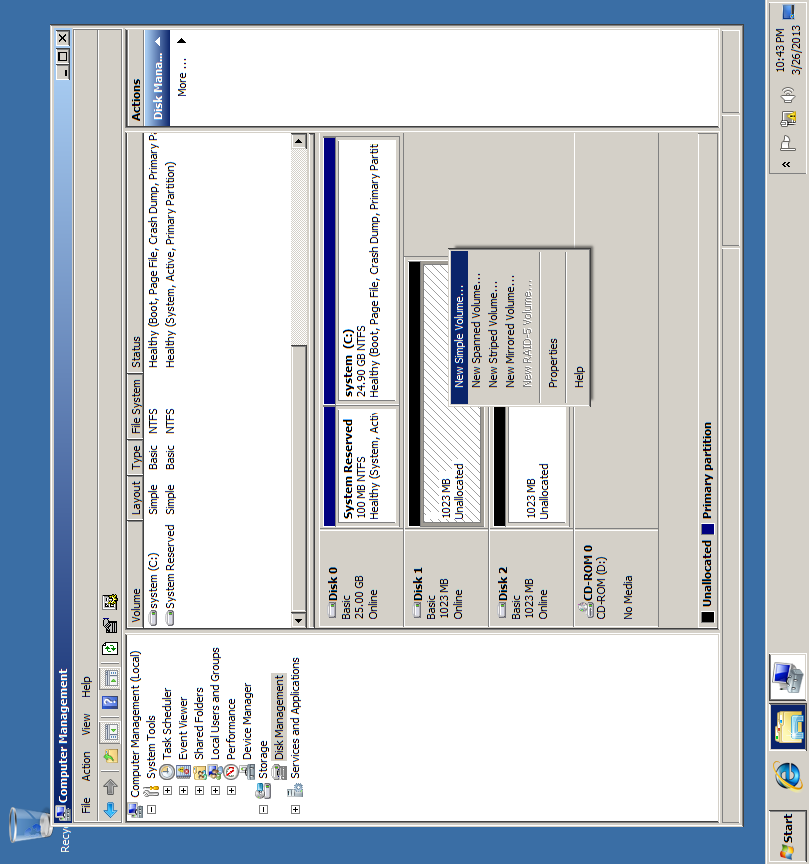 Recy
Computer Management
File Action View Help
Computer Management (Local)
System Tools
Task Scheduler
Event Viewer
Shared Folders
Local Users and Groups
Performance
Device Manager
Storage
Disk Management
Services and Applications
Volume Layout Type File System Status
system (C:) Simple Basic NTFS Healthy (Boot, Page File, Crash Dump, Primary Pa
System Reserved Simple Basic NTFS Healthy (System, Active, Primary Partition)
Disk 0
Basic
25.00 GB
Online
System Reserved
100 MB NTFS
Healthy (System, Activ
system (C:)
24.90 GB NTFS
Healthy (Boot, Page File, Crash Dump, Primary Partit
Disk 1
Basic
1023 MB
Online
1023 MB
Unallocated
Disk 2
Basic
1023 MB
Online
1023 MB
Unallocated
CD-ROM 0
CD-ROM (D:)
No Media
New Simple Volume...
New Spanned Volume...
New Striped Volume...
New Mirrored Volume...
New RAID-5 Volume...
Properties
Help
Unallocated Primary partition
Actions
Disk Mana...
More ...
Start
10:43 PM
3/26/2013